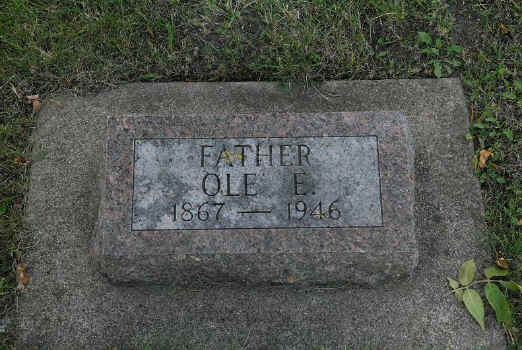 FATHER
OLE E.
1867 — 1946